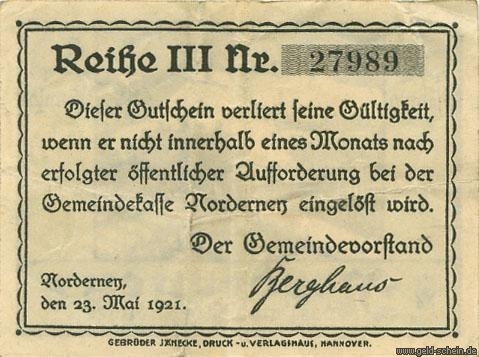 Reihe III Nr. 27989
Dieser Gutschein verliert seine Gültigkeit,
wenn er nicht innerhalb eines Monats nach
erfolgter öffentlicher Aufforderung bei der
Gemeindekasse Norderney eingelöst wird.
Der Gemeindevorstand
Norderney,
den 23. Mai 1921.
Berghaus
GEBRÜDER JÄNECKE, DRUCK- u. VERLAGSHAUS, HANNOVER.
www.geld-schein.de